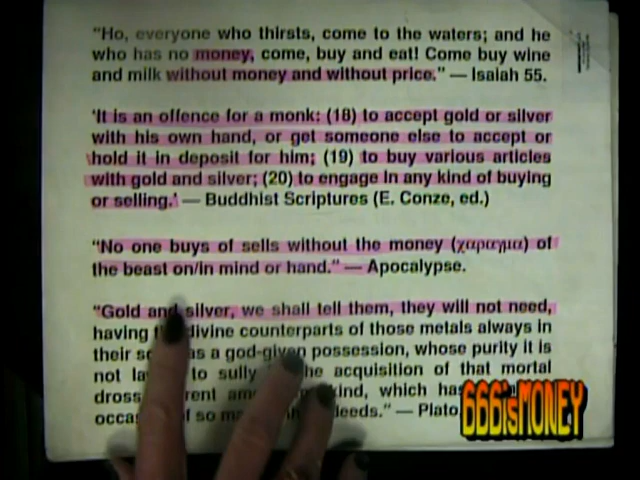 “Ho, everyone who thirsts, come to the waters; and he
who has no money, come, buy and eat! Come buy wine
and milk without money and without price.” — Isaiah 55.
'It is an offence for a monk: (18) to accept gold or silver
with his own hand, or get someone else to accept or
hold it in deposit for him; (19) to buy various articles
with gold and silver; (20) to engage in any kind of buying
or selling.' — Buddhist Scriptures (E. Conze, ed.)
“No one buys of sells without the money (χαραγμα) of
the beast on/in mind or hand.” — Apocalypse.
“Gold and silver, we shall tell them, they will not need,
having divine counterparts of those metals always in
their as a god-given possession, whose purity it is
not to sully the acquisition of that mortal
dross
of so deeds.” — Plato
666isMONEY